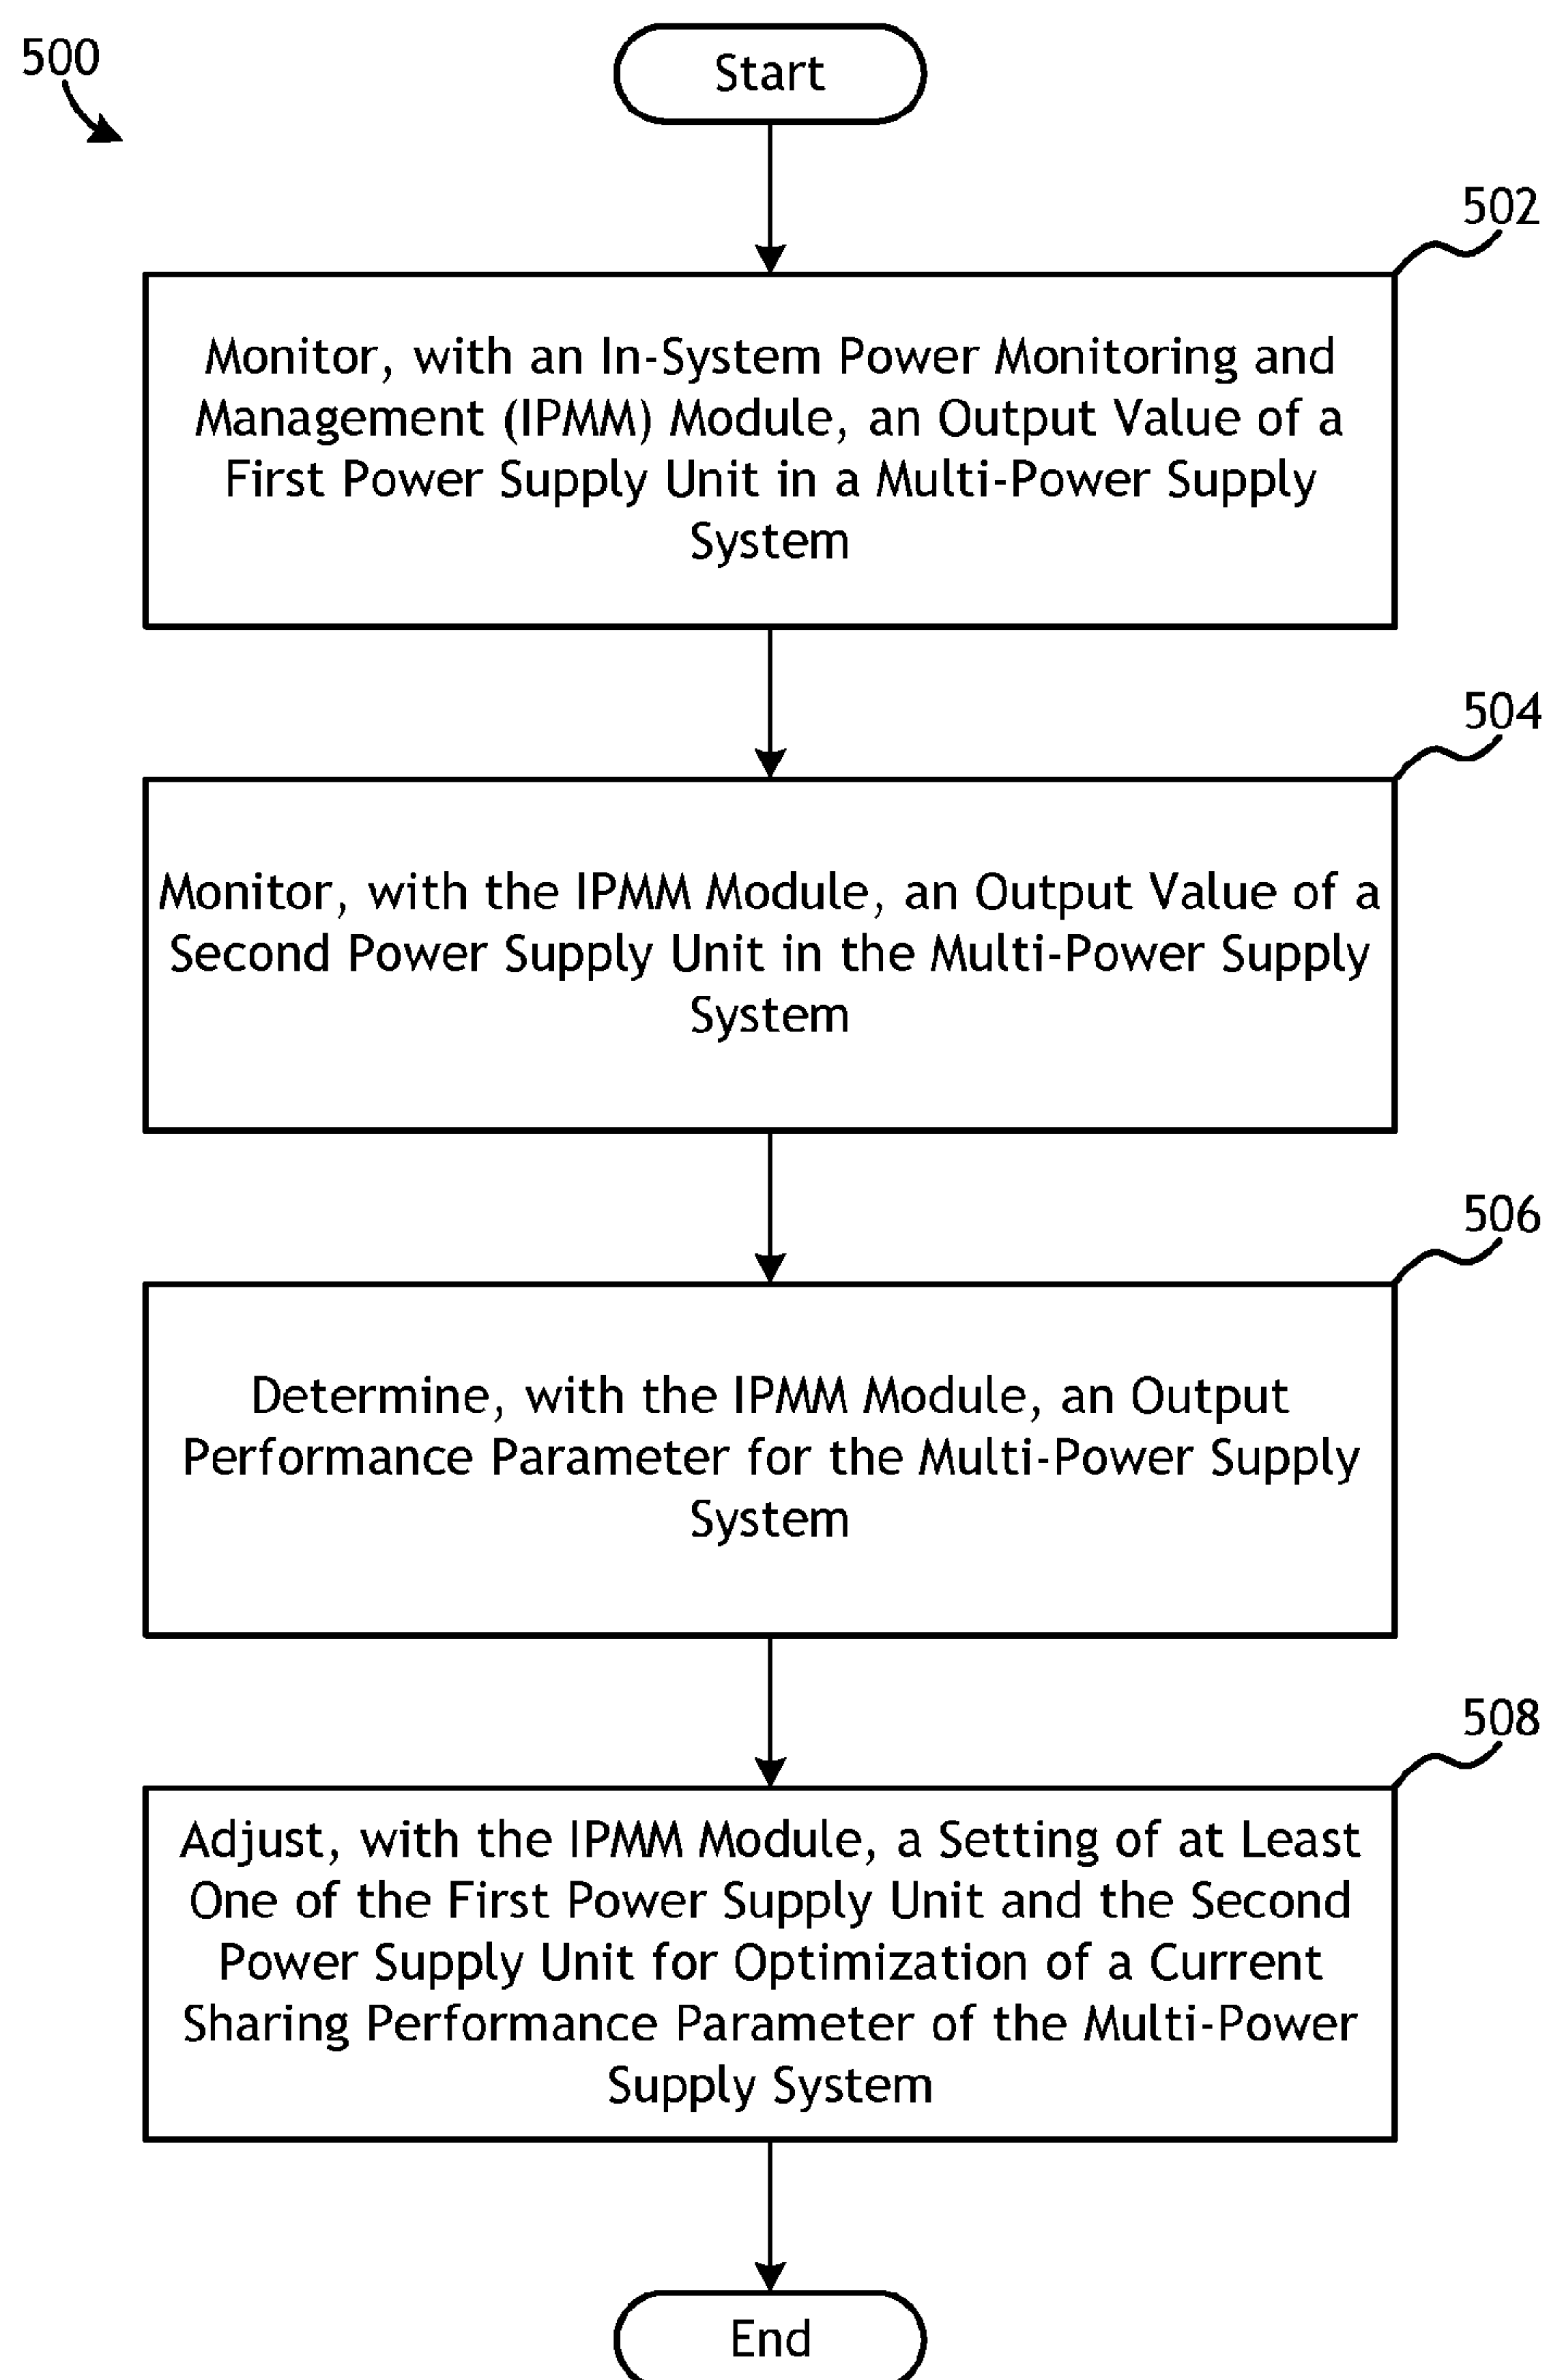 500
Start
502
Monitor, with an In-System Power Monitoring and
Management (IPMM) Module, an Output Value of a
First Power Supply Unit in a Multi-Power Supply
System
504
Monitor, with the IPMM Module, an Output Value of a
Second Power Supply Unit in the Multi-Power Supply
System
506
Determine, with the IPMM Module, an Output
Performance Parameter for the Multi-Power Supply
System
508
Adjust, with the IPMM Module, a Setting of at Least
One of the First Power Supply Unit and the Second
Power Supply Unit for Optimization of a Current
Sharing Performance Parameter of the Multi-Power
Supply System
End